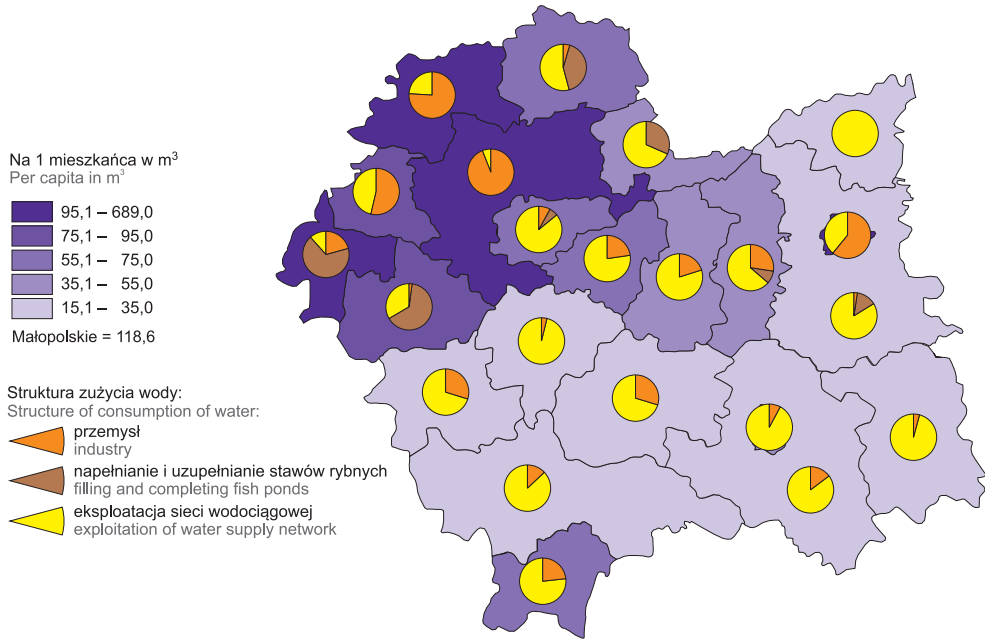 Na 1 mieszkańca w m³
Per capita in m³
95,1 – 689,0
75,1 – 95,0
55,1 – 75,0
35,1 – 55,0
15,1 – 35,0
Małopolskie = 118,6
Struktura zużycia wody:
Structure of consumption of water:
przemysł
industry
napełnianie i uzupełnianie stawów rybnych
filling and completing fish ponds
eksploatacja sieci wodociągowej
exploitation of water supply network